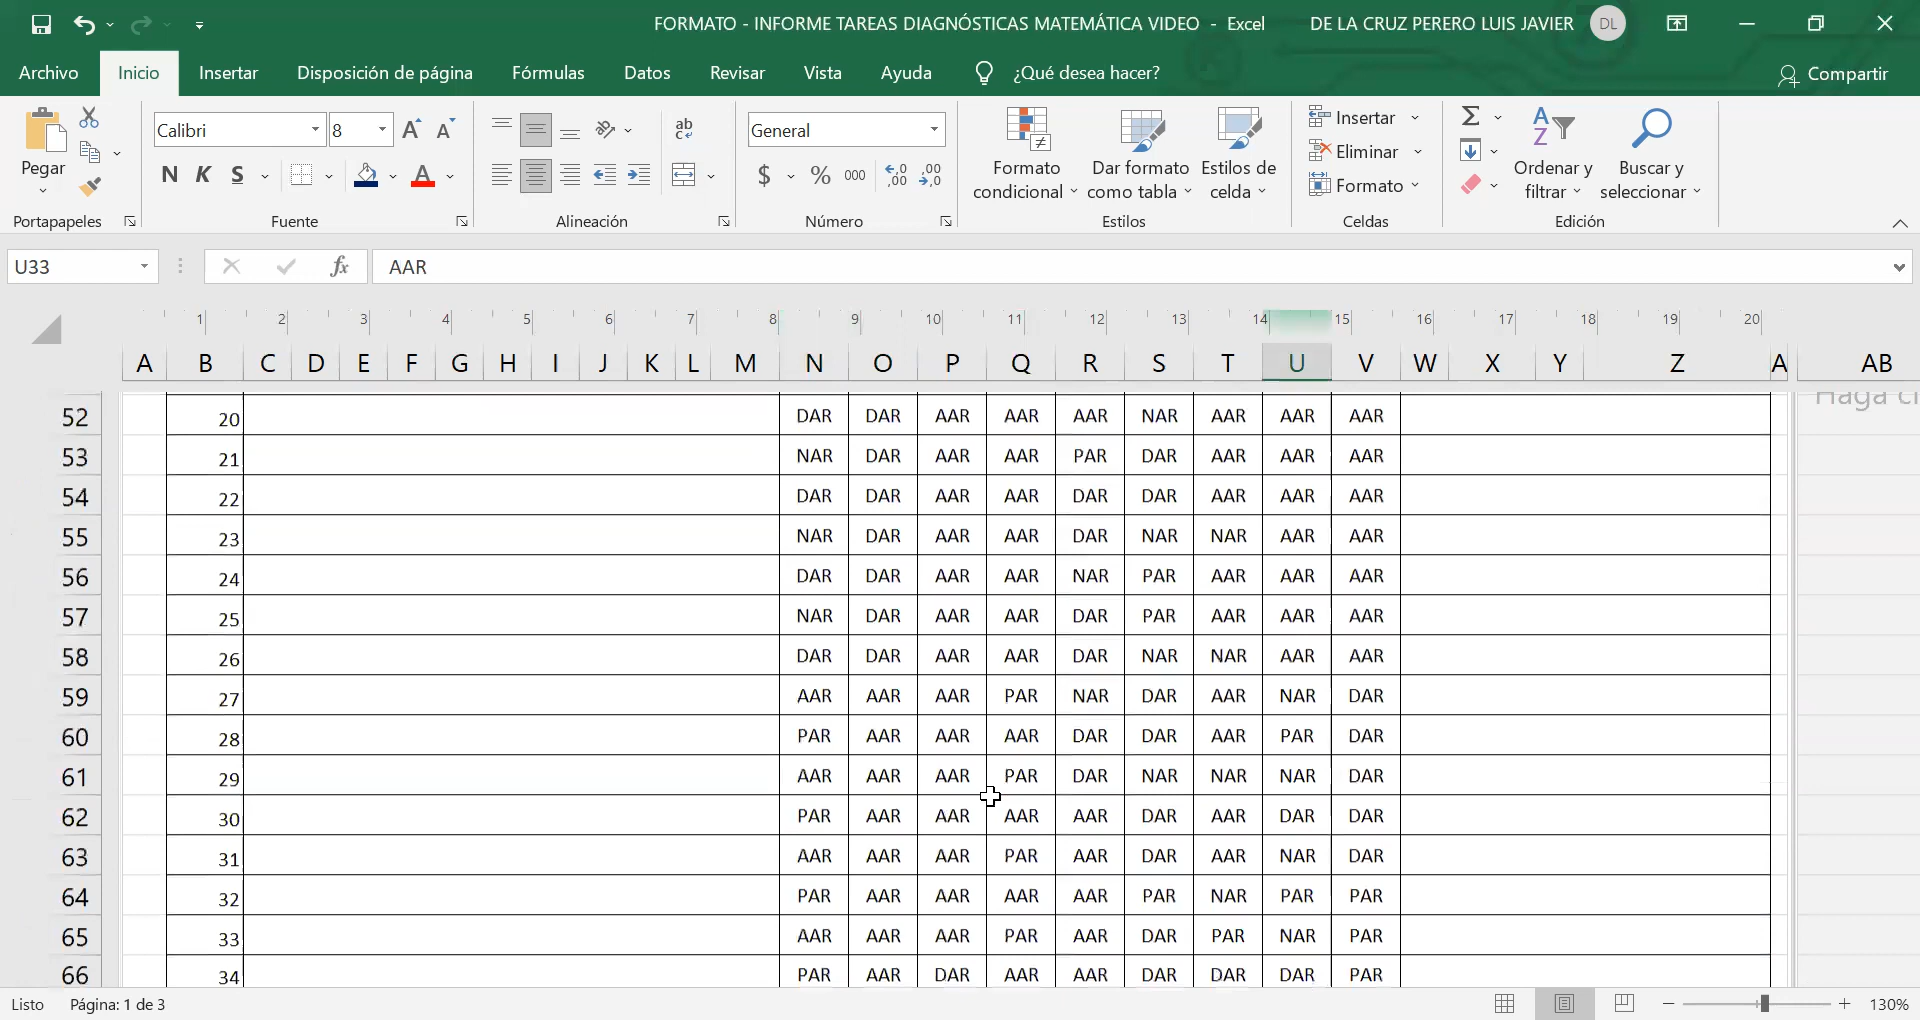 FORMATO - INFORME TAREAS DIAGNÓSTICAS MATEMÁTICA VIDEO - Excel DE LA CRUZ PERERO LUIS JAVIER DL
Archivo Inicio Insertar Disposición de página Fórmulas Datos Revisar Vista Ayuda ¿Qué desea hacer? Compartir
Pegar
Portapapeles
Calibri 8
N K S A
Fuente
ab
Alineación
General
$ % 000
Número
Formato condicional
Dar formato como tabla
Estilos de celda
Estilos
Insertar
Eliminar
Formato
Celdas
Ordenar y filtrar
Buscar y seleccionar
Edición
U33 fx AAR
1 2 3 4 5 6 7 8 9 10 11 12 13 14 15 16 17 18 19 20
A B C D E F G H I J K L M N O P Q R S T U V W X Y Z A AB
52 20 DAR DAR AAR AAR AAR NAR AAR AAR AAR
53 21 NAR DAR AAR AAR PAR DAR AAR AAR AAR
54 22 DAR DAR AAR AAR DAR DAR AAR AAR AAR
55 23 NAR DAR AAR AAR DAR NAR NAR AAR AAR
56 24 DAR DAR AAR AAR NAR PAR AAR AAR AAR
57 25 NAR DAR AAR AAR DAR PAR AAR AAR AAR
58 26 DAR DAR AAR AAR DAR NAR NAR AAR AAR
59 27 AAR AAR AAR PAR NAR DAR AAR NAR DAR
60 28 PAR AAR AAR AAR DAR DAR AAR PAR DAR
61 29 AAR AAR AAR PAR DAR NAR NAR NAR DAR
62 30 PAR AAR AAR AAR AAR DAR AAR DAR DAR
63 31 AAR AAR AAR PAR AAR DAR AAR NAR DAR
64 32 PAR AAR AAR AAR AAR PAR NAR PAR PAR
65 33 AAR AAR AAR PAR AAR DAR PAR NAR PAR
66 34 PAR AAR DAR AAR AAR DAR DAR DAR PAR
Listo Página: 1 de 3 130%